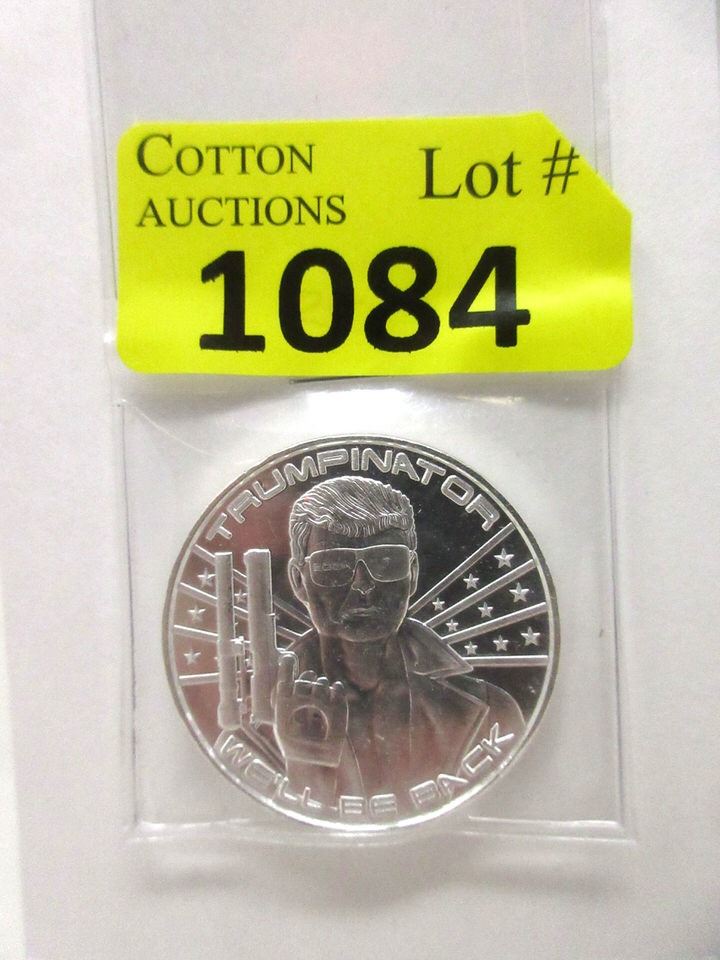 COTTON
AUCTIONS
Lot #
1084
TRUMPINATOR
WE'LL BE BACK